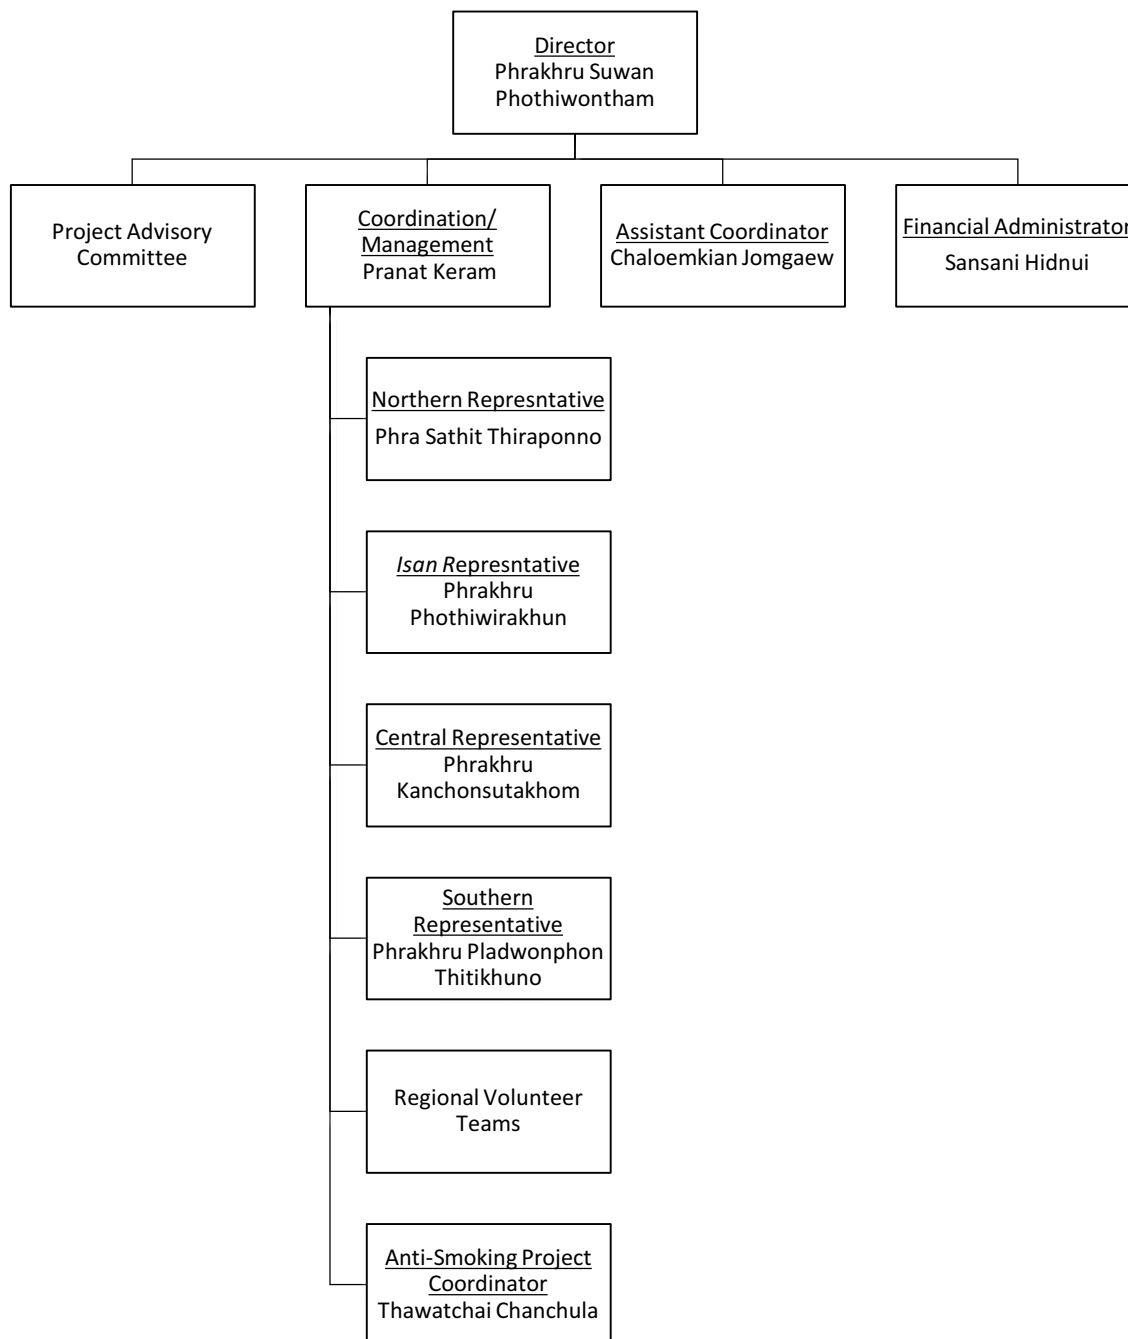 Director
Phrakhru Suwan
Phothiwontham
Project Advisory
Committee
Coordination/
Management
Pranat Keram
Assistant Coordinator
Chaloemkian Jomgaew
Financial Administrator
Sansani Hidnui
Northern Represntative
Phra Sathit Thiraponno
Isan Represntative
Phrakhru
Phothiwirakhun
Central Representative
Phrakhru
Kanchonsutakhom
Southern
Representative
Phrakhru Pladwonphon
Thitikhuno
Regional Volunteer
Teams
Anti-Smoking Project
Coordinator
Thawatchai Chanchula